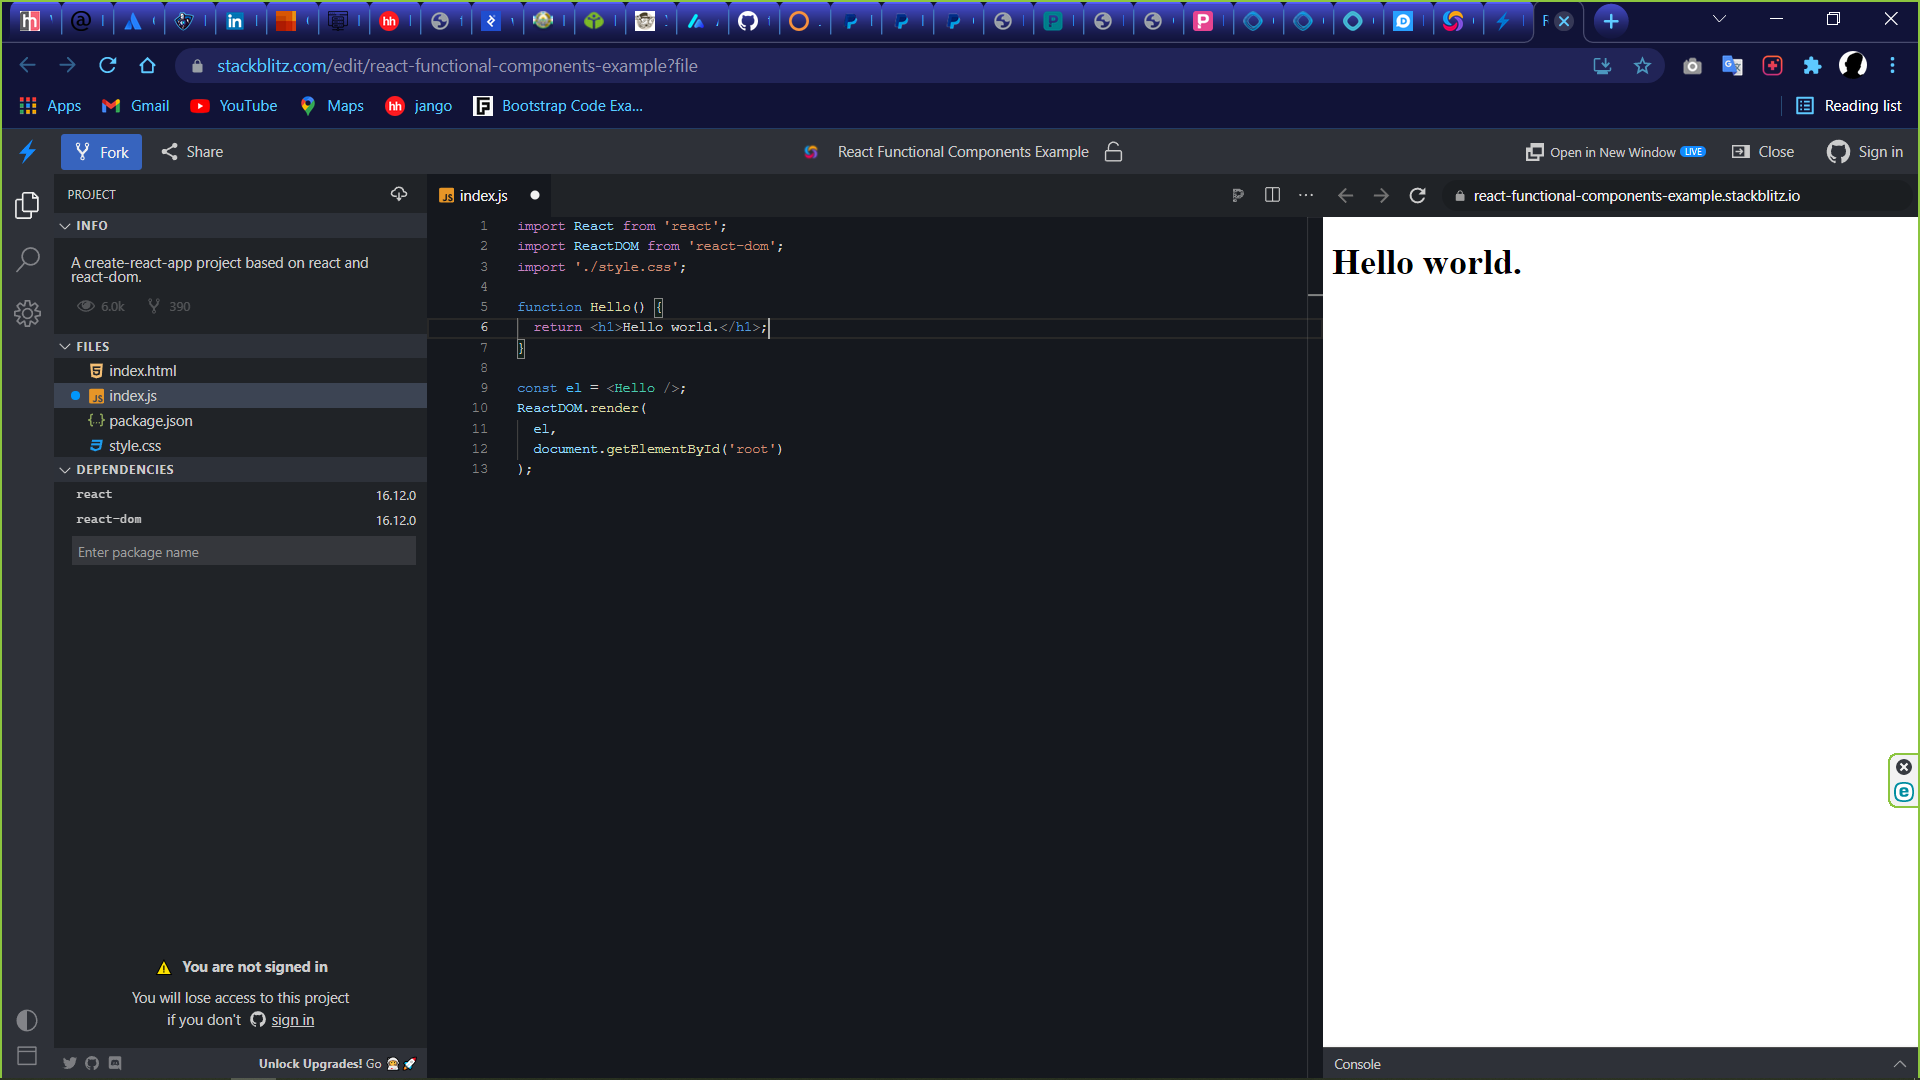 stackblitz.com/edit/react-functional-components-example?file
Apps Gmail YouTube Maps hh jango Bootstrap Code Exa... Reading list
Fork Share React Functional Components Example Open in New Window LIVE Close Sign in
PROJECT
INFO
A create-react-app project based on react and
react-dom.
6.0k 390
FILES
index.html
index.js
package.json
style.css
DEPENDENCIES
react 16.12.0
react-dom 16.12.0
Enter package name
You are not signed in
You will lose access to this project
if you don't sign in
Unlock Upgrades! Go
JS index.js
1 import React from 'react';
2 import ReactDOM from 'react-dom';
3 import './style.css';
4
5 function Hello() {
6 return <h1>Hello world.</h1>;
7 }
8
9 const el = <Hello />;
10 ReactDOM.render(
11 el,
12 document.getElementById('root')
13 );
react-functional-components-example.stackblitz.io
Hello world.
Console